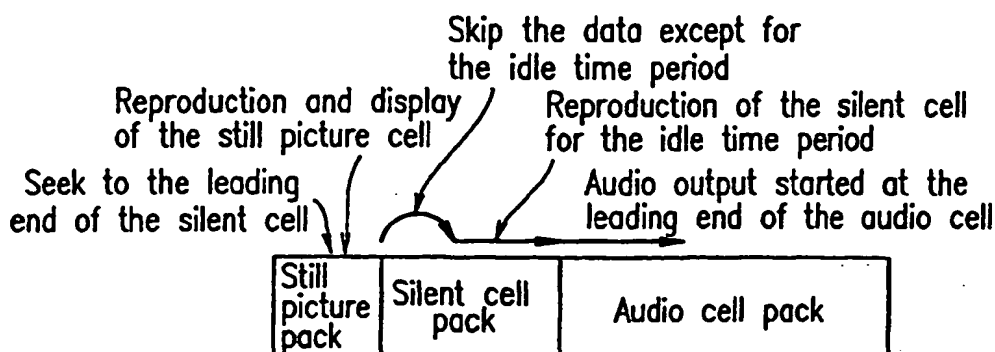 Skip the data except for
the idle time period
Reproduction and display
of the still picture cell
Reproduction of the silent cell
for the idle time period
Seek to the leading
end of the silent cell
Audio output started at the
leading end of the audio cell
Still
picture
pack
Silent cell
pack
Audio cell pack